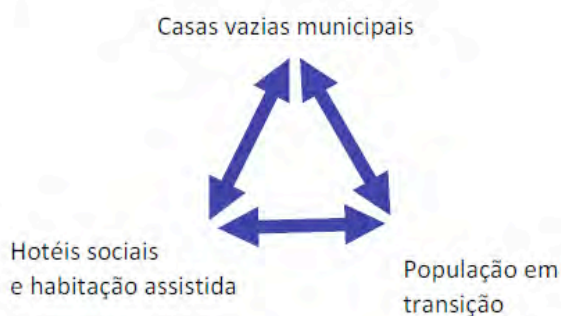 Casas vazias municipais
Hotéis sociais
e habitação assistida
População em
transição